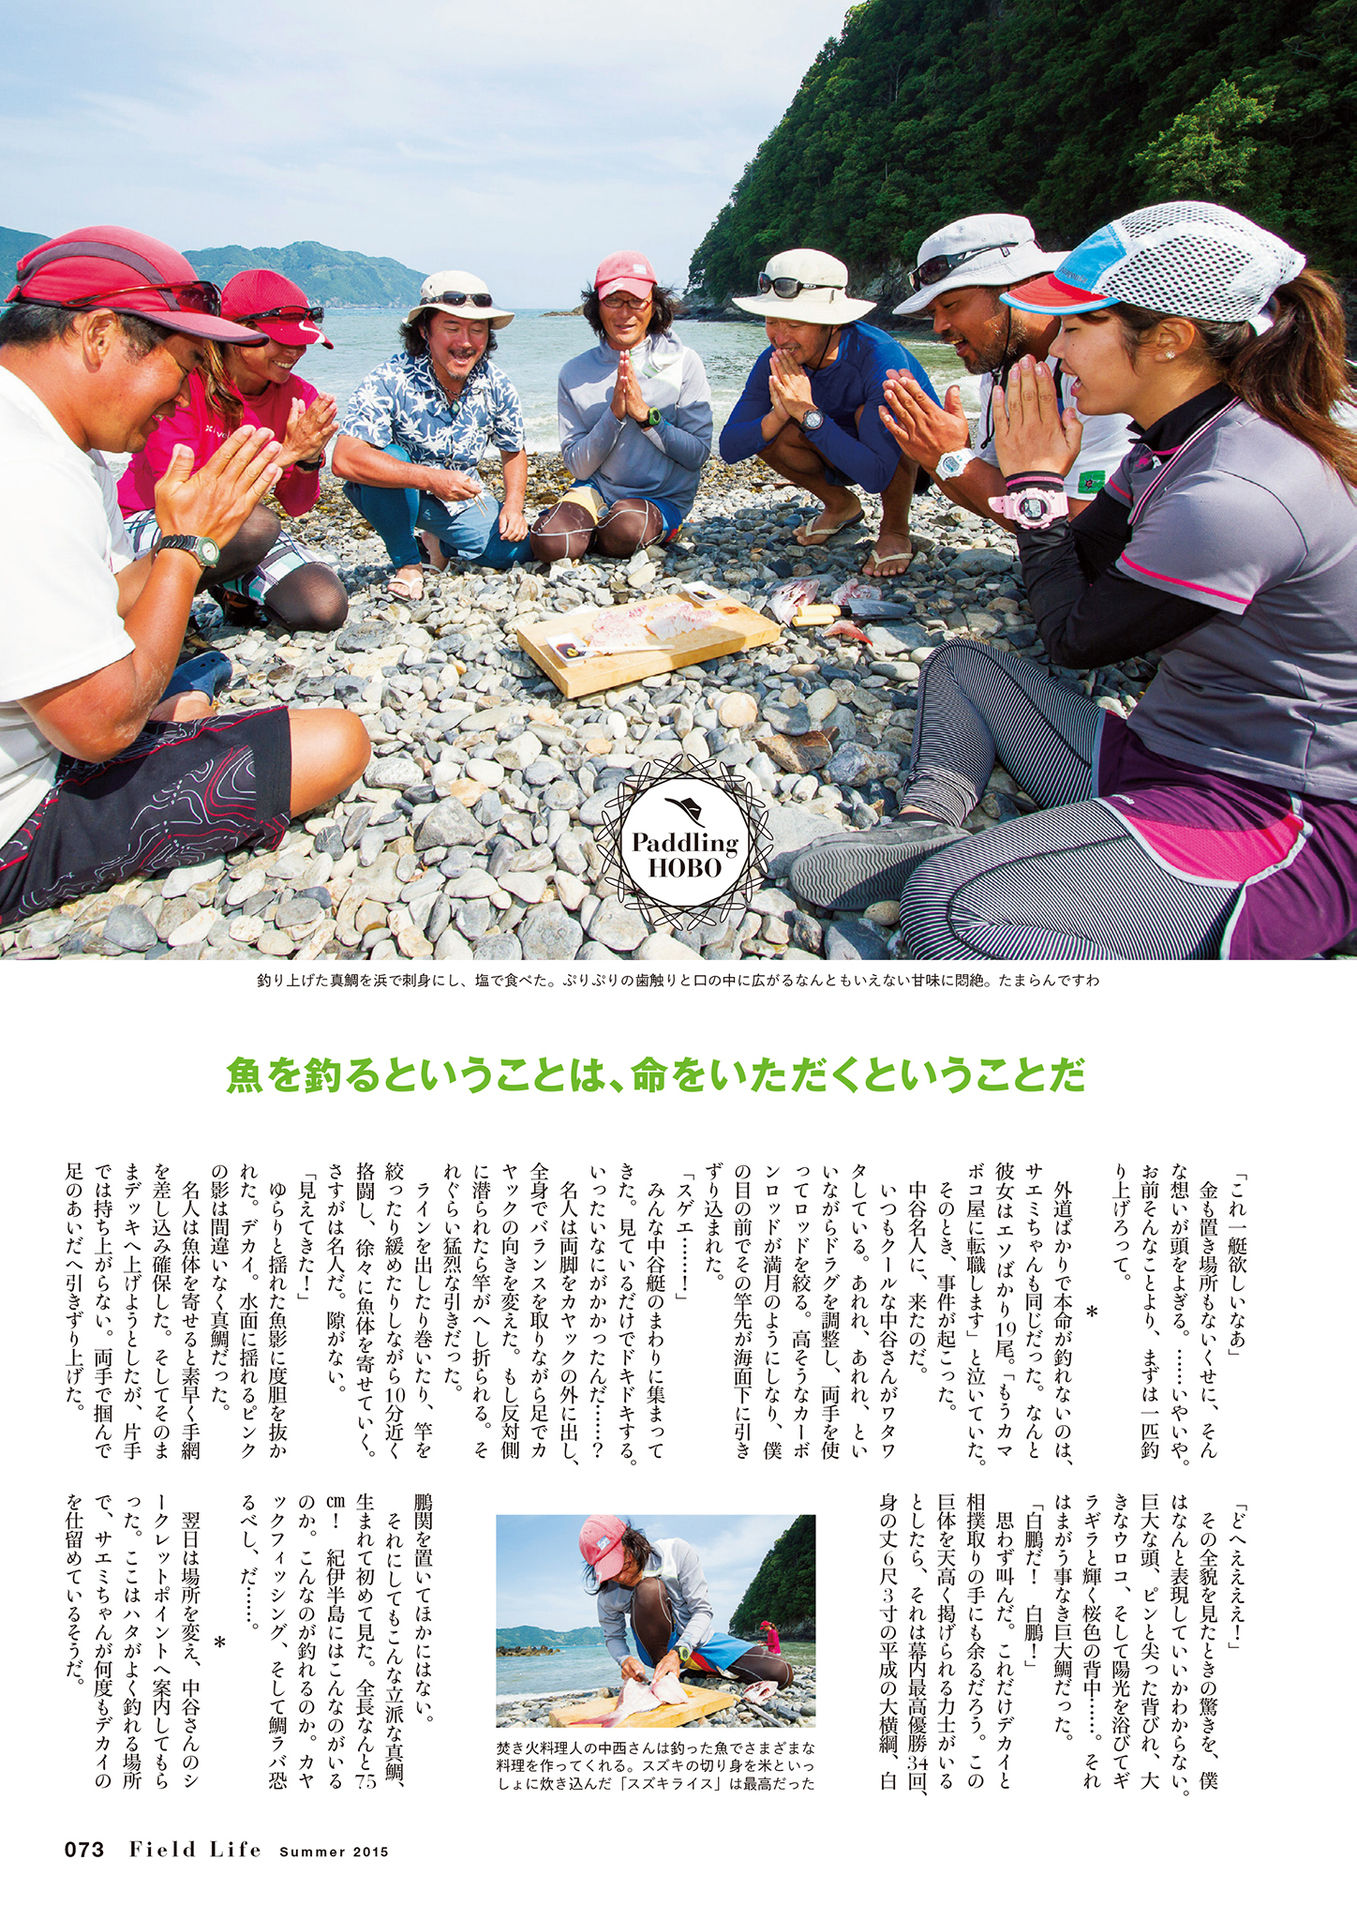 Paddling
HOBO
釣り上げた真鯛を浜で刺身にし、塩で食べた。ぷりぷりの歯触りと口の中に広がるなんともいえない甘味に悶絶。たまらんですわ
魚を釣るということは、命をいただくということだ
「これ一艇欲しいなあ」
金も置き場所もないくせに、そん
な想いが頭をよぎる。……いやいや。
お前そんなことより、まずは一匹釣
り上げろって。
＊
外道ばかりで本命が釣れないのは、
サエミちゃんも同じだった。なんと
彼女はエソばかり19尾。「もうカマ
ボコ屋に転職します」と泣いていた。
そのとき、事件が起こった。
中谷名人に、来たのだ。
いつもクールな中谷さんがワタワ
タしている。あれれ、あれれ、とい
いながらドラグを調整し、両手を使
ってロッドを絞る。高そうなカーボ
ンロッドが満月のようにしなり、僕
の目の前でその竿先が海面下に引き
ずり込まれた。
「スゲエ……！」
みんな中谷艇のまわりに集まって
きた。見ているだけでドキドキする。
いったいなにがかかったんだ……？
名人は両脚をカヤックの外に出し、
全身でバランスを取りながら足でカ
ヤックの向きを変えた。もし反対側
に潜られたら竿がへし折られる。そ
れぐらい猛烈な引きだった。
ラインを出したり巻いたり、竿を
絞ったり緩めたりしながら10分近く
格闘し、徐々に魚体を寄せていく。
さすがは名人だ。隙がない。
「見えてきた！」
ゆらりと揺れた魚影に度胆を抜か
れた。デカイ。水面に揺れるピンク
の影は間違いなく真鯛だった。
名人は魚体を寄せると素早く手網
を差し込み確保した。そしてそのま
まデッキへ上げようとしたが、片手
では持ち上がらない。両手で掴んで
足のあいだへ引きずり上げた。
「どへええええ！」
その全貌を見たときの驚きを、僕
はなんと表現していいかわからない。
巨大な頭、ピンと尖った背びれ、大
きなウロコ、そして陽光を浴びてギ
ラギラと輝く桜色の背中……。それ
はまがう事なき巨大鯛だった。
「白鵬だ！　白鵬！」
思わず叫んだ。これだけデカイと
相撲取りの手にも余るだろう。この
巨体を天高く掲げられる力士がいる
としたら、それは幕内最高優勝34回、
身の丈6尺3寸の平成の大横綱、白
鵬関を置いてほかにはない。
それにしてもこんな立派な真鯛、
生まれて初めて見た。全長なんと75
㎝！　紀伊半島にはこんなのがいる
のか。こんなのが釣れるのか。カヤ
ックフィッシング、そして鯛ラバ恐
るべし、だ……。
＊
翌日は場所を変え、中谷さんのシ
ークレットポイントへ案内してもら
った。ここはハタがよく釣れる場所
で、サエミちゃんが何度もデカイの
を仕留めているそうだ。
焚き火料理人の中西さんは釣った魚でさまざまな
料理を作ってくれる。スズキの切り身を米といっ
しょに炊き込んだ「スズキライス」は最高だった
073 Field Life Summer 2015